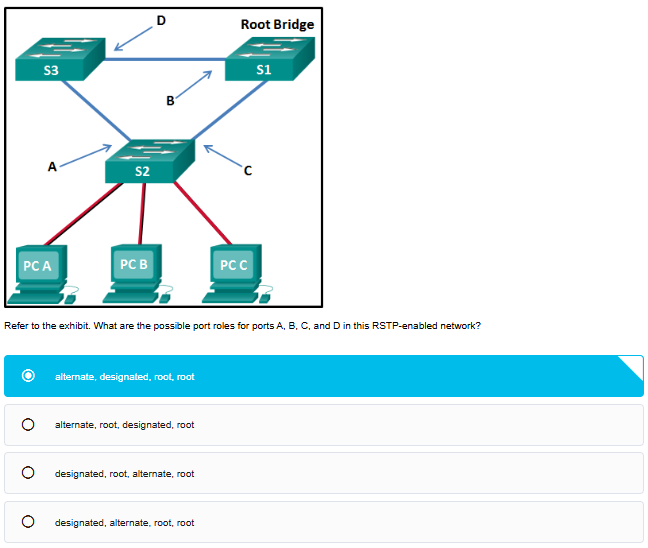 D
Root Bridge
S3
S1
B
A
S2
C
PC A
PC B
PC C
Refer to the exhibit. What are the possible port roles for ports A, B, C, and D in this RSTP-enabled network?
alternate, designated, root, root
alternate, root, designated, root
designated, root, alternate, root
designated, alternate, root, root